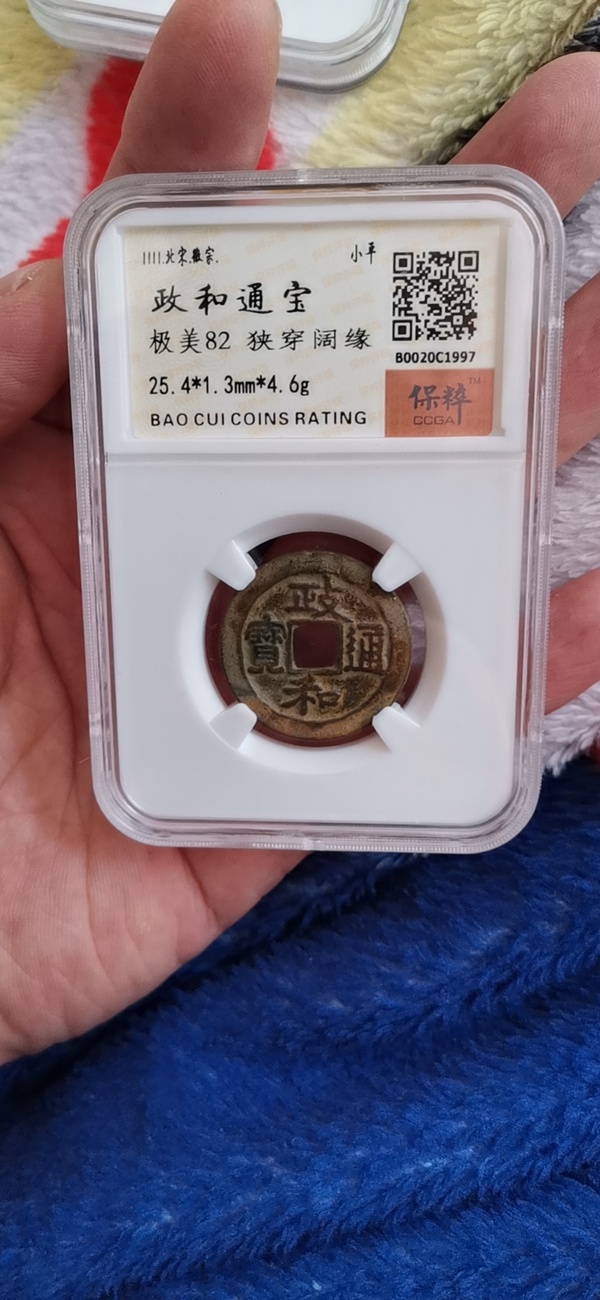 1111.北宋.徽宗. 小平
政和通宝
极美82 狭穿阔缘
B0020C1997
25.4*1.3mm*4.6g
保粹 TM
CCGA
BAO CUI COINS RATING
政
寶 通
和